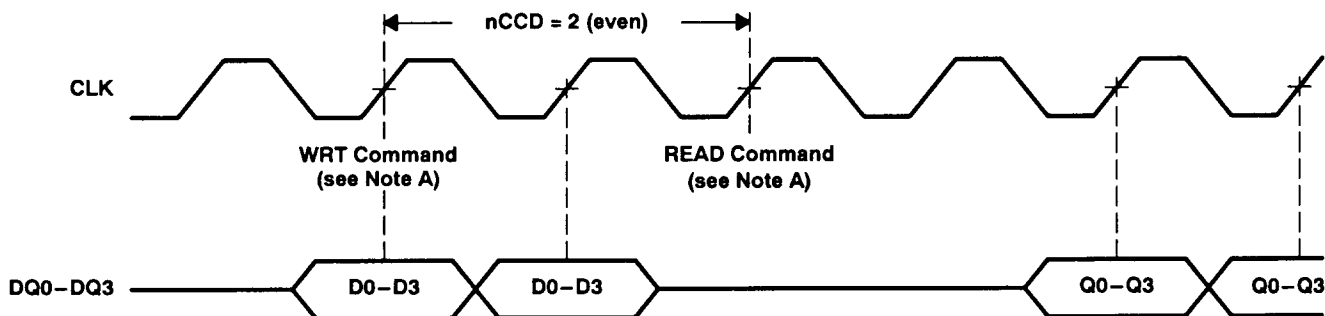 nCCD = 2 (even)
CLK
WRT Command
(see Note A)
READ Command
(see Note A)
DQ0–DQ3
D0–D3
D0–D3
Q0–Q3
Q0–Q3